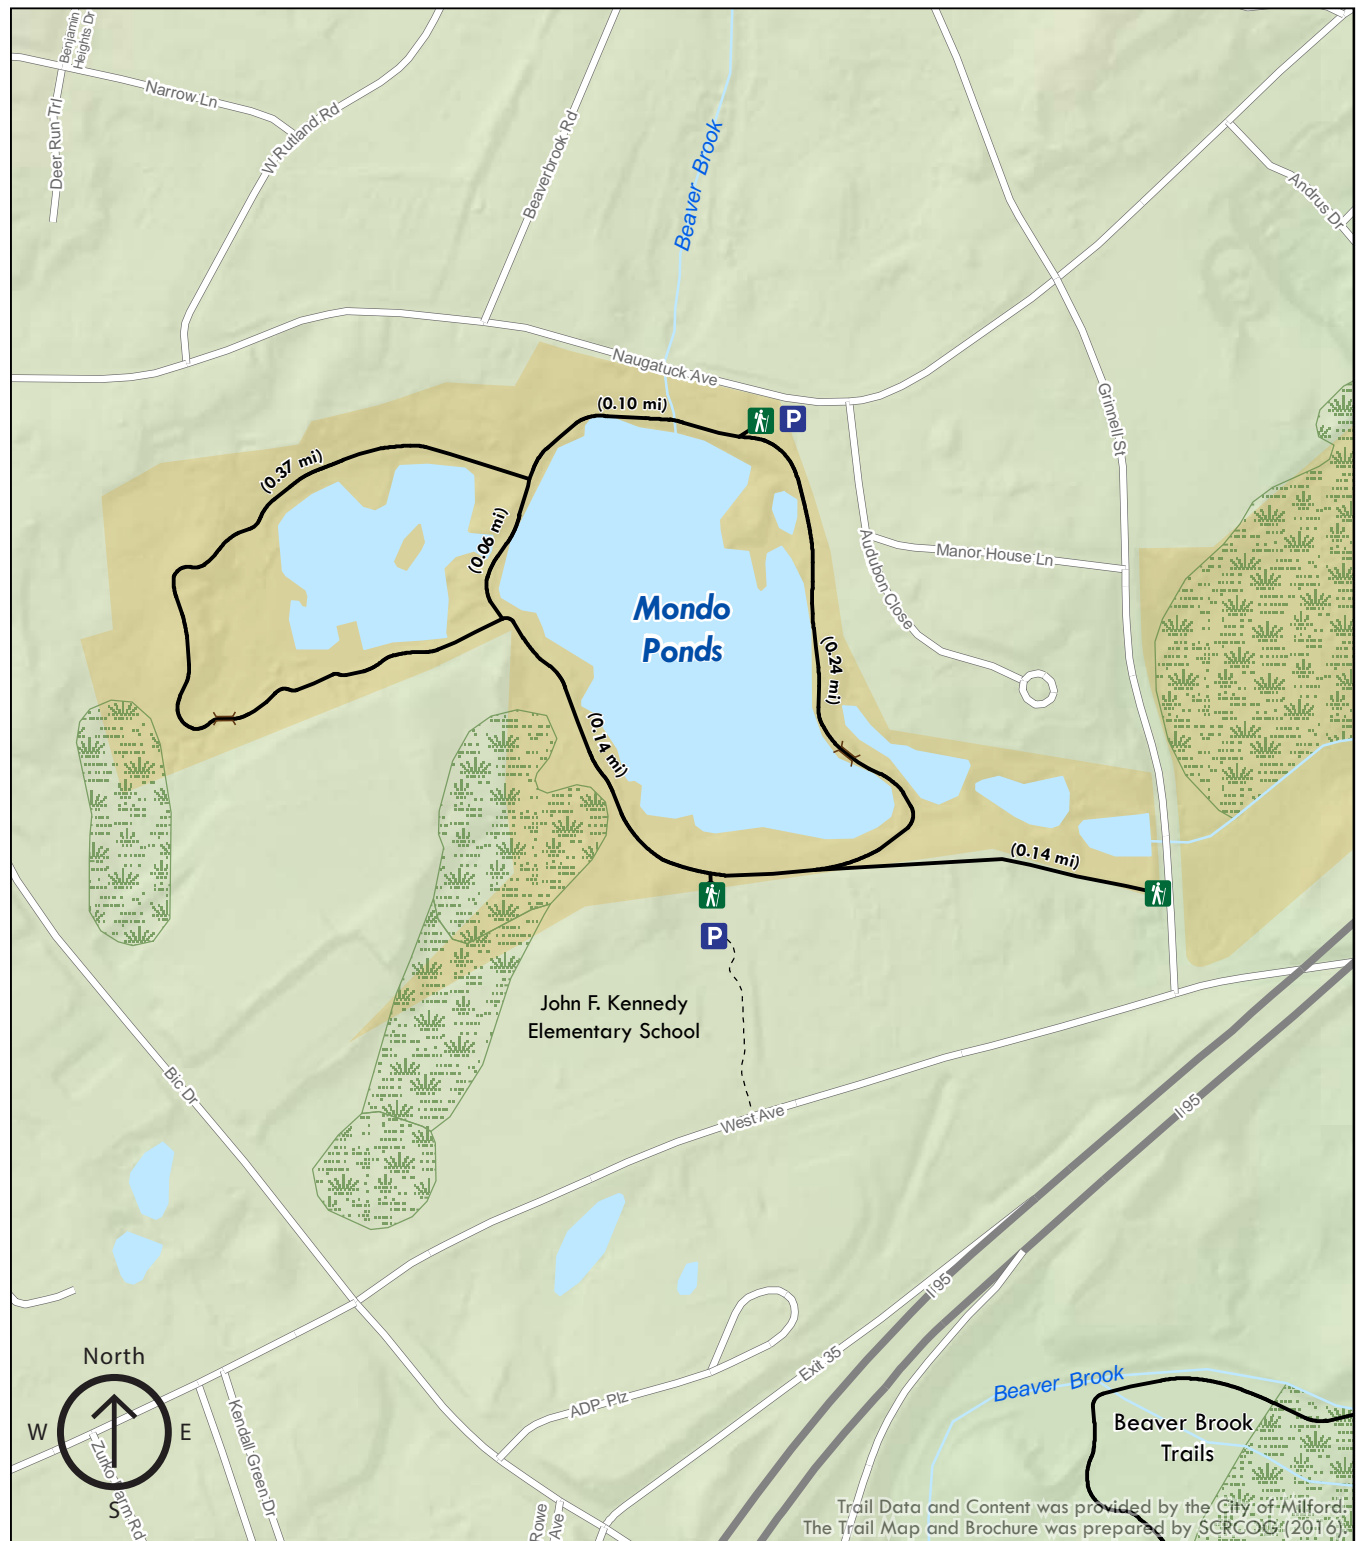 Benjamin
Heights Dr
Narrow Ln
Deer Run Trl
W Rutland Rd
Beaverbrook Rd
Beaver Brook
Andrus Dr
Naugatuck Ave
Grinnell St
(0.10 mi)
P
(0.37 mi)
(0.06 mi)
Audubon Close
Manor House Ln
Mondo
Ponds
(0.24 mi)
(0.14 mi)
(0.14 mi)
P
John F. Kennedy
Elementary School
Bic Dr
West Ave
I 95
I 95
Exit 35
ADP Plz
North
W
E
S
Kendall Green Dr
Zurko Farm Rd
Rowe
Ave
Beaver Brook
Beaver Brook
Trails
Trail Data and Content was provided by the City of Milford.
The Trail Map and Brochure was prepared by SCRCOG (2016).